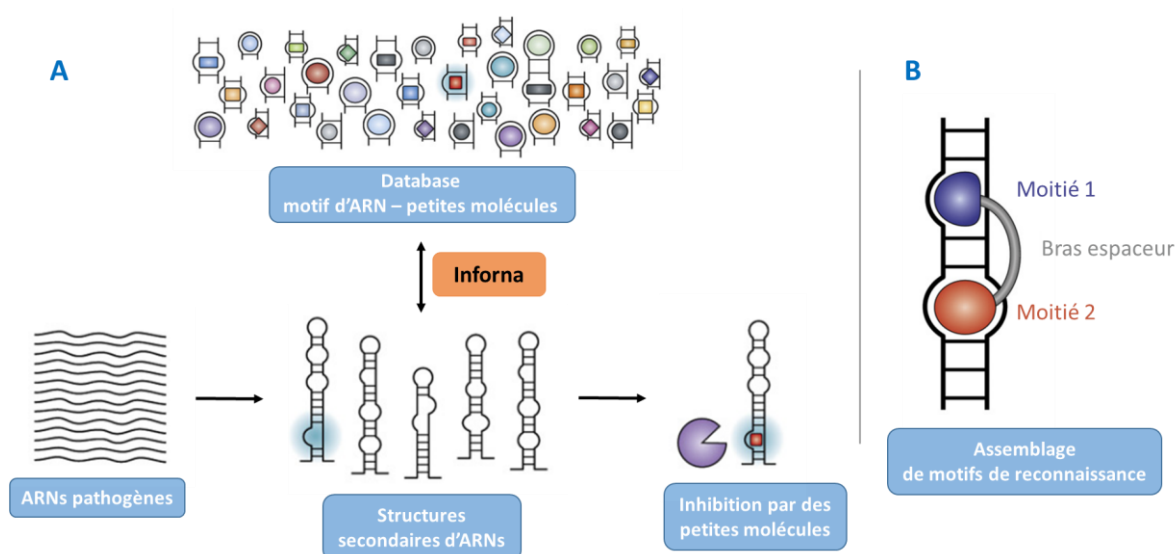 A
Database
motif d'ARN – petites molécules
Inforna
ARNs pathogènes
Structures
secondaires d'ARNs
Inhibition par des
petites molécules
B
Moitié 1
Bras espaceur
Moitié 2
Assemblage
de motifs de reconnaissance